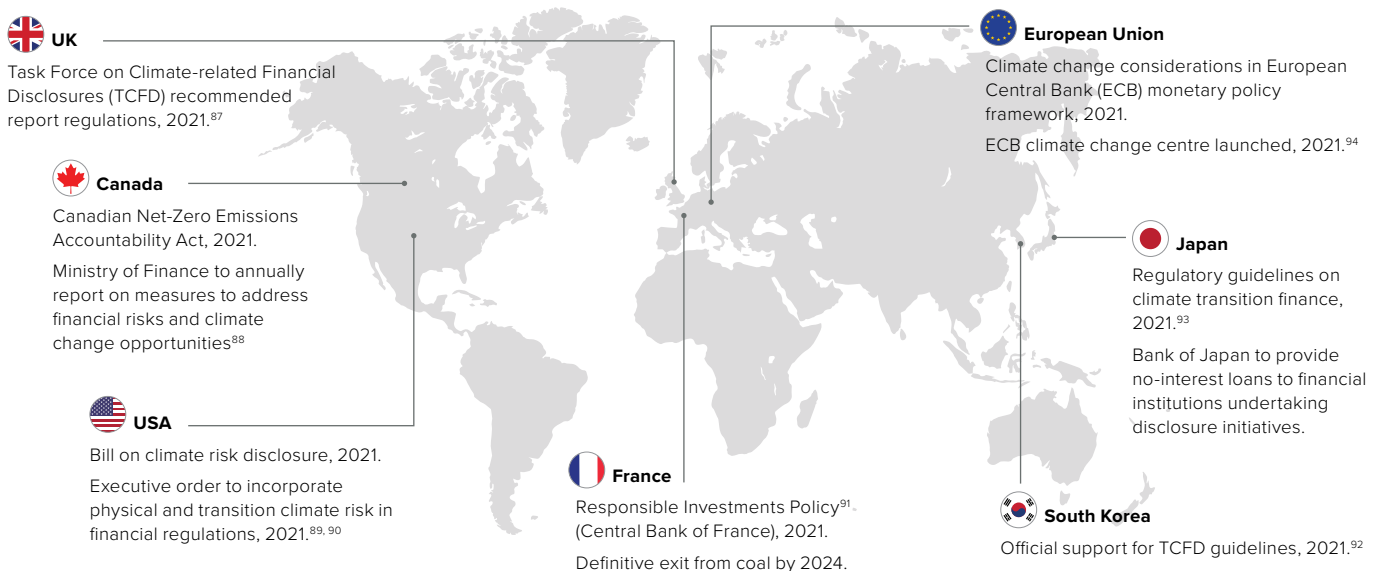 UK
Task Force on Climate-related Financial
Disclosures (TCFD) recommended
report regulations, 2021.⁸⁷
Canada
Canadian Net-Zero Emissions
Accountability Act, 2021.
Ministry of Finance to annually
report on measures to address
financial risks and climate
change opportunities⁸⁸
USA
Bill on climate risk disclosure, 2021.
Executive order to incorporate
physical and transition climate risk in
financial regulations, 2021.⁸⁹, ⁹⁰
France
Responsible Investments Policy⁹¹
(Central Bank of France), 2021.
Definitive exit from coal by 2024.
European Union
Climate change considerations in European
Central Bank (ECB) monetary policy
framework, 2021.
ECB climate change centre launched, 2021.⁹⁴
Japan
Regulatory guidelines on
climate transition finance,
2021.⁹³
Bank of Japan to provide
no-interest loans to financial
institutions undertaking
disclosure initiatives.
South Korea
Official support for TCFD guidelines, 2021.⁹²